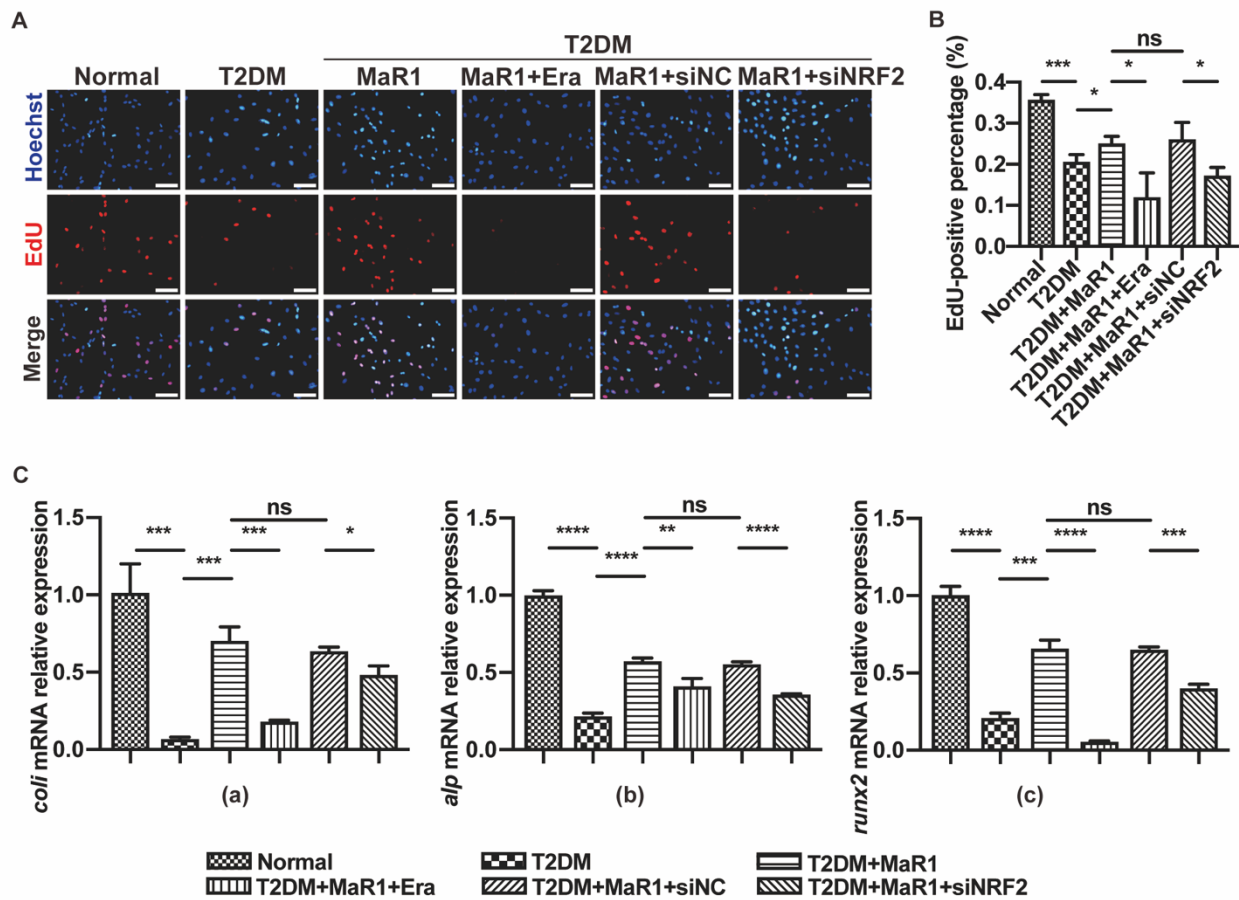 A
T2DM
Normal
T2DM
MaR1
MaR1+Era
MaR1+siNC
MaR1+siNRF2
Hoechst
EdU
Merge
B
EdU-positive percentage (%)
0.4
0.3
0.2
0.1
0.0
***
*
*
ns
*
Normal
T2DM
T2DM+MaR1
T2DM+MaR1+Era
T2DM+MaR1+siNC
T2DM+MaR1+siNRF2
C
coli mRNA relative expression
1.5
1.0
0.5
0.0
***
***
***
ns
*
(a)
alp mRNA relative expression
1.5
1.0
0.5
0.0
****
****
**
ns
****
(b)
runx2 mRNA relative expression
1.5
1.0
0.5
0.0
****
***
****
ns
***
(c)
Normal
T2DM
T2DM+MaR1
T2DM+MaR1+Era
T2DM+MaR1+siNC
T2DM+MaR1+siNRF2